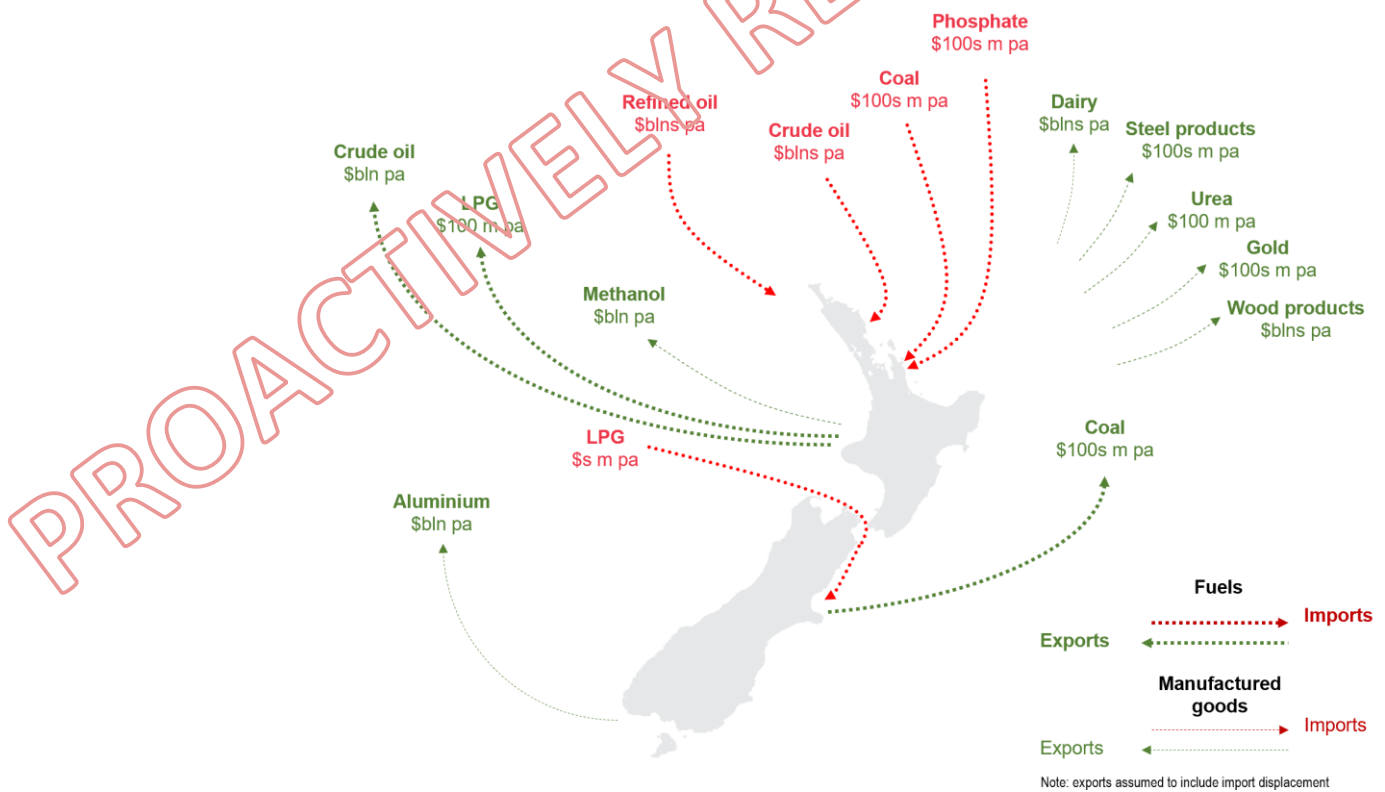 PROACTIVELY RE
Phosphate
$100s m pa
Coal
$100s m pa
Refined oil
$blns pa
Crude oil
$blns pa
Dairy
$blns pa
Steel products
$100s m pa
Crude oil
$bln pa
LPG
$100 m pa
Urea
$100 m pa
Gold
$100s m pa
Methanol
$bln pa
Wood products
$blns pa
LPG
$s m pa
Coal
$100s m pa
Aluminium
$bln pa
Fuels
Imports
Exports
Manufactured
goods
Imports
Exports
Note: exports assumed to include import displacement